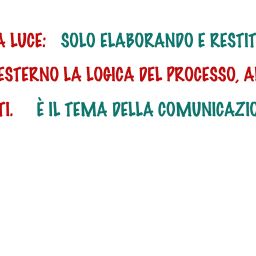 A LUCE: SOLO ELABORANDO E RESTIT
ESTERNO LA LOGICA DEL PROCESSO, A
TI. È IL TEMA DELLA COMUNICAZIO